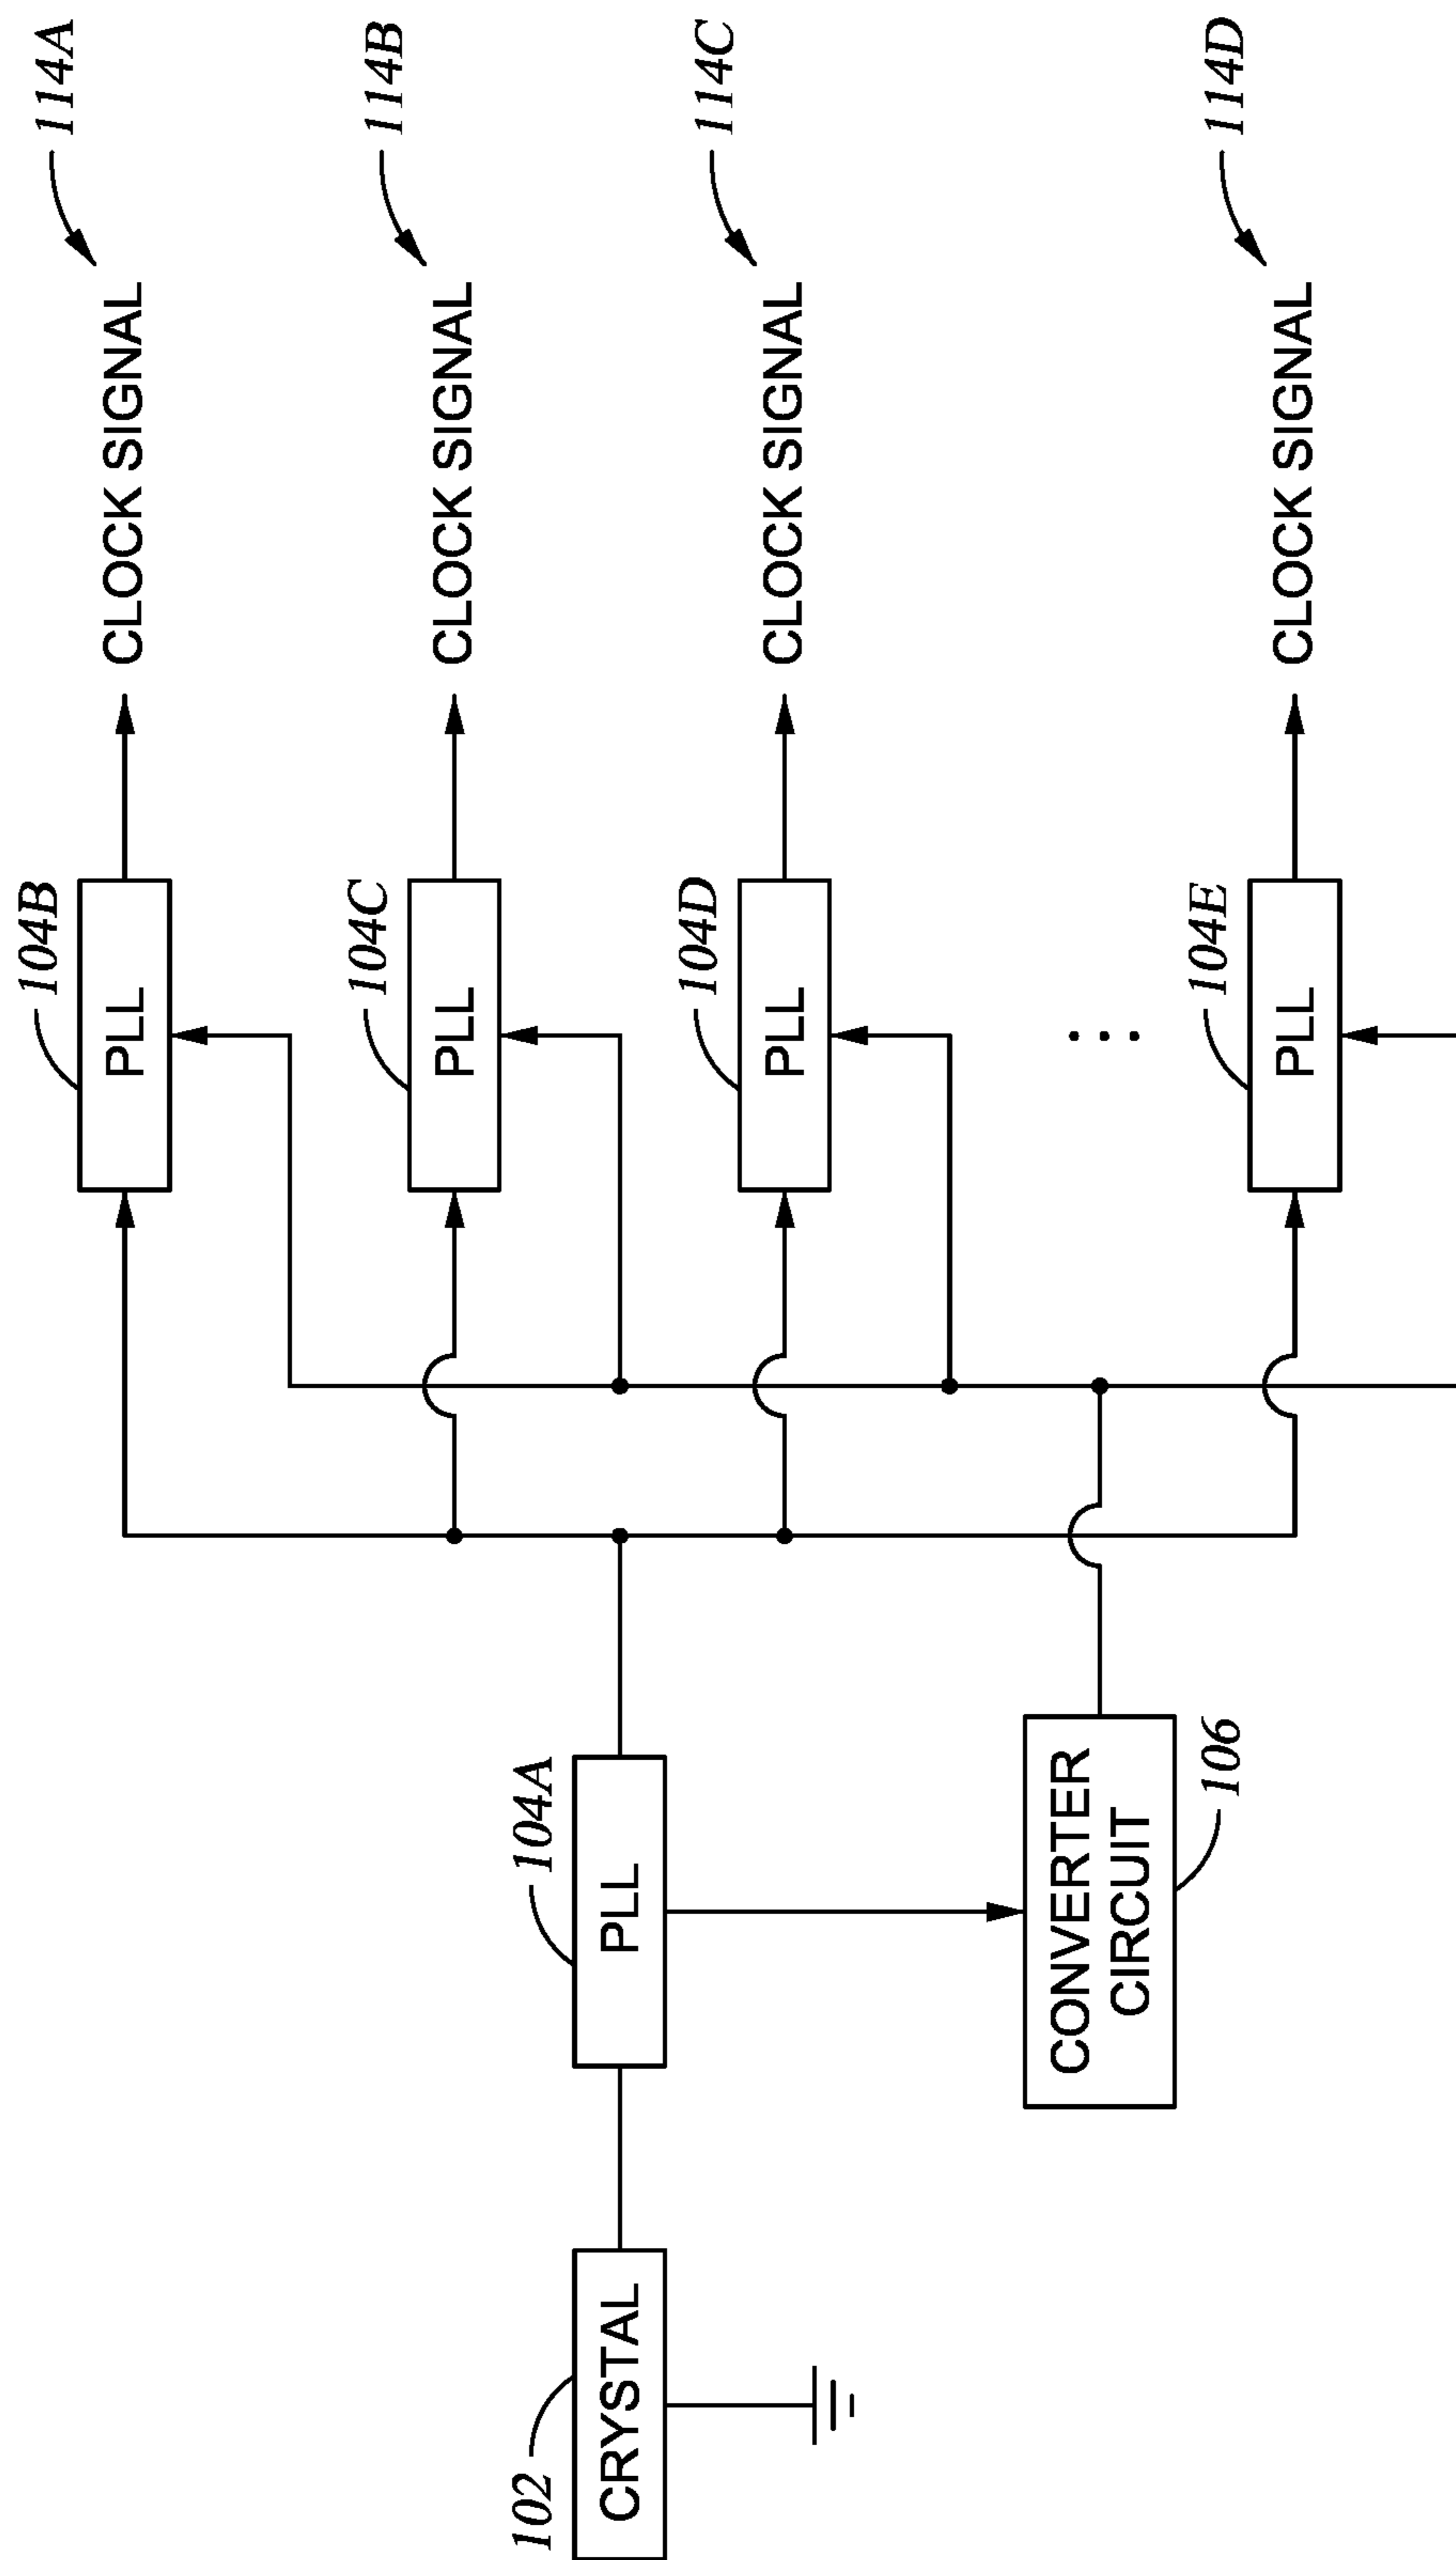 114A
CLOCK SIGNAL
104B
PLL
114B
CLOCK SIGNAL
104C
PLL
114C
CLOCK SIGNAL
104D
PLL
114D
CLOCK SIGNAL
104E
PLL
. . .
104A
PLL
CONVERTER
CIRCUIT
106
102
CRYSTAL